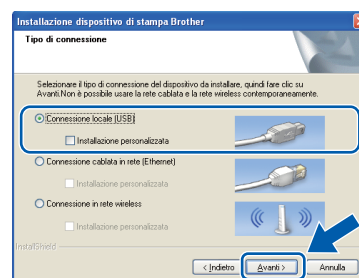 Installazione dispositivo di stampa Brother
Tipo di connessione
Selezionare il tipo di connessione del dispositivo da installare, quindi fare clic su
Avanti.Non è possibile usare la rete cablata e la rete wireless contemporaneamente.
Connessione locale (USB)
Installazione personalizzata
Connessione cablata in rete (Ethernet)
Installazione personalizzata
Connessione in rete wireless
Installazione personalizzata
InstallShield
< Indietro
Avanti >
Annulla